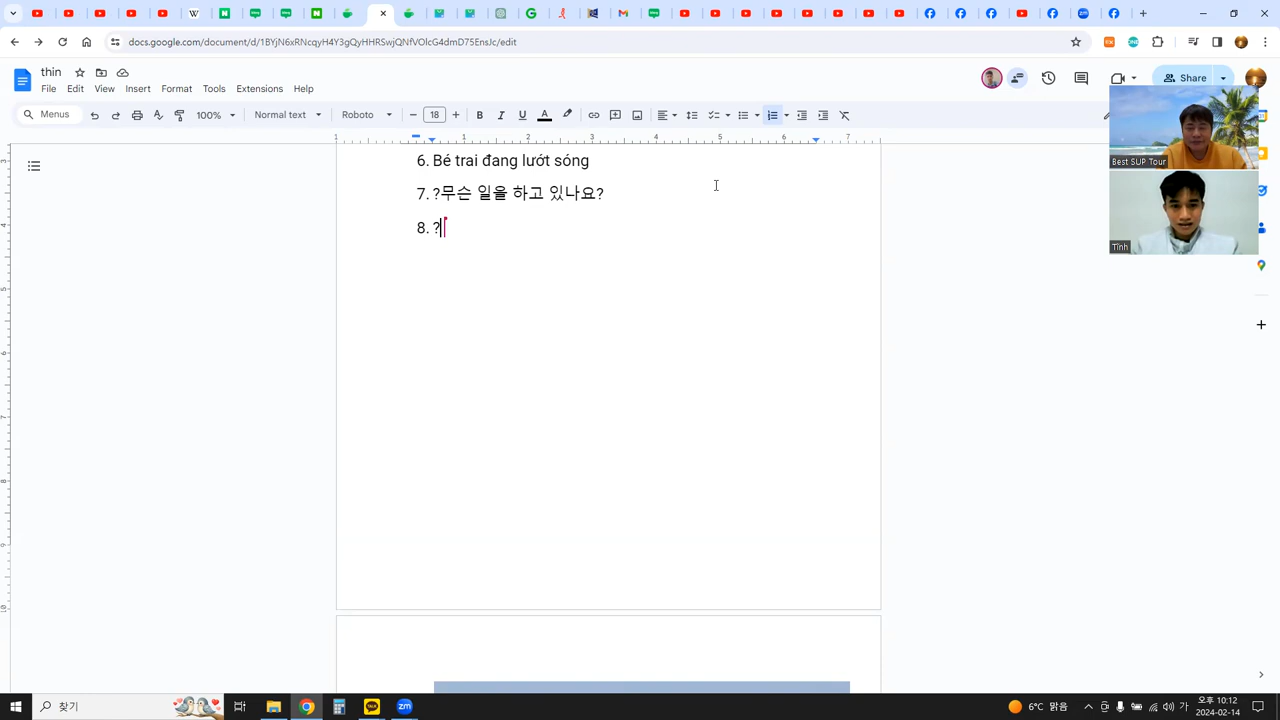 docs.google.com/document/d/1BYjN6xRNcqyH4Y3gQyHHRSwjQNfVOlcG4dmD75EnsJc/edit
thin
File Edit View Insert Format Tools Extensions Help
Share
Menus 100% Normal text Roboto 18
Best SUP Tour
Tĩnh
6. Bé trai đang lướt sóng
7. ?무슨 일을 하고 있나요?
8. ?
찾기
6°C 맑음
가
오후 10:12
2024-02-14